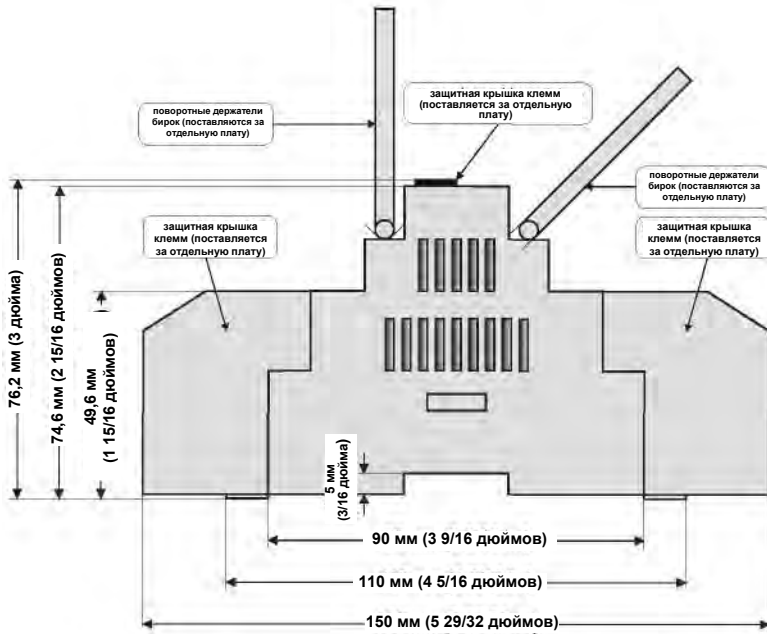 защитная крышка клемм
(поставляется за отдельную
плату)
поворотные держатели
бирок (поставляются за
отдельную плату)
поворотные держатели
бирок (поставляются за
отдельную плату)
защитная крышка
клемм (поставляется
за отдельную плату)
защитная крышка
клемм (поставляется
за отдельную плату)
76,2 мм (3 дюйма)
74,6 мм (2 15/16 дюймов)
49,6 мм
(1 15/16 дюймов)
5 мм
(3/16 дюйма)
90 мм (3 9/16 дюймов)
110 мм (4 5/16 дюймов)
150 мм (5 29/32 дюймов)